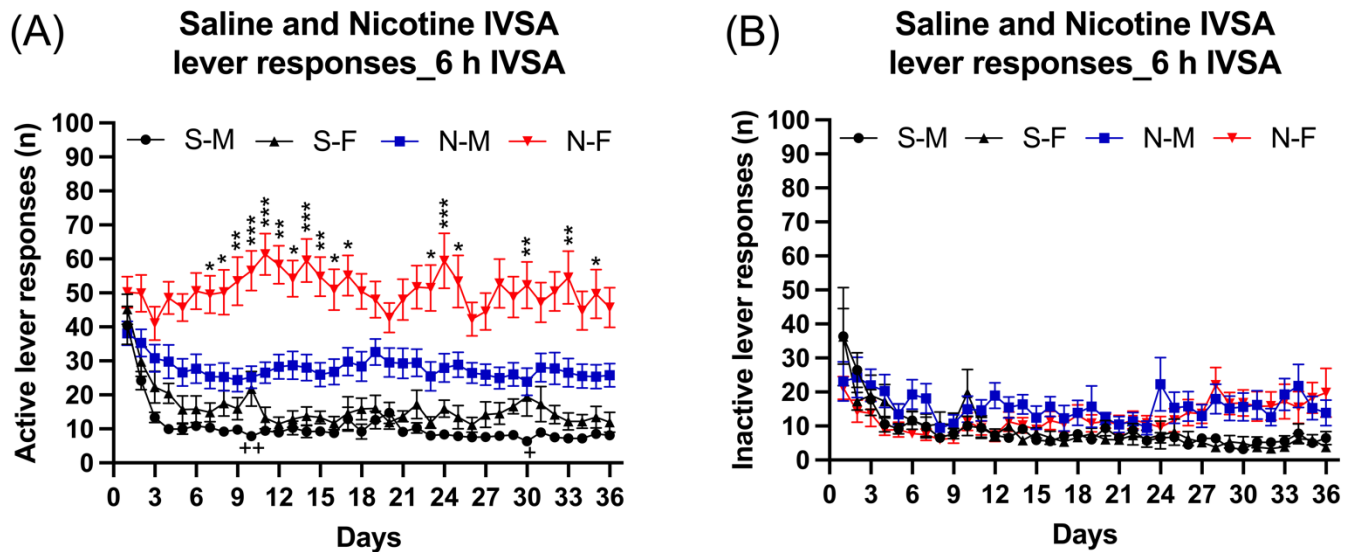 (A)
Saline and Nicotine IVSA
lever responses_6 h IVSA
Active lever responses (n)
100
90
80
70
60
50
40
30
20
10
0
S-M S-F N-M N-F
* * ** *** *** ** * *** ** * * * *** * ** ** *
++ +
0 3 6 9 12 15 18 21 24 27 30 33 36
Days
(B)
Saline and Nicotine IVSA
lever responses_6 h IVSA
Inactive lever responses (n)
100
90
80
70
60
50
40
30
20
10
0
S-M S-F N-M N-F
0 3 6 9 12 15 18 21 24 27 30 33 36
Days